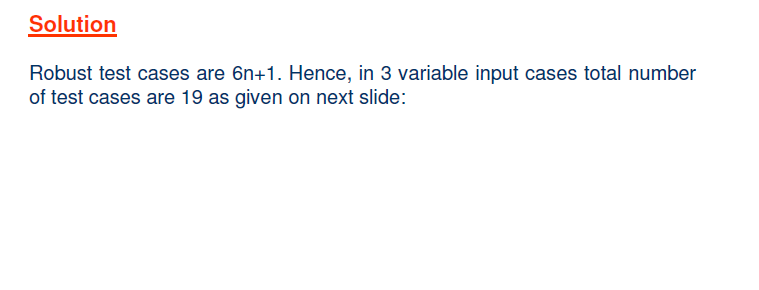 Solution
Robust test cases are 6n+1. Hence, in 3 variable input cases total number
of test cases are 19 as given on next slide: